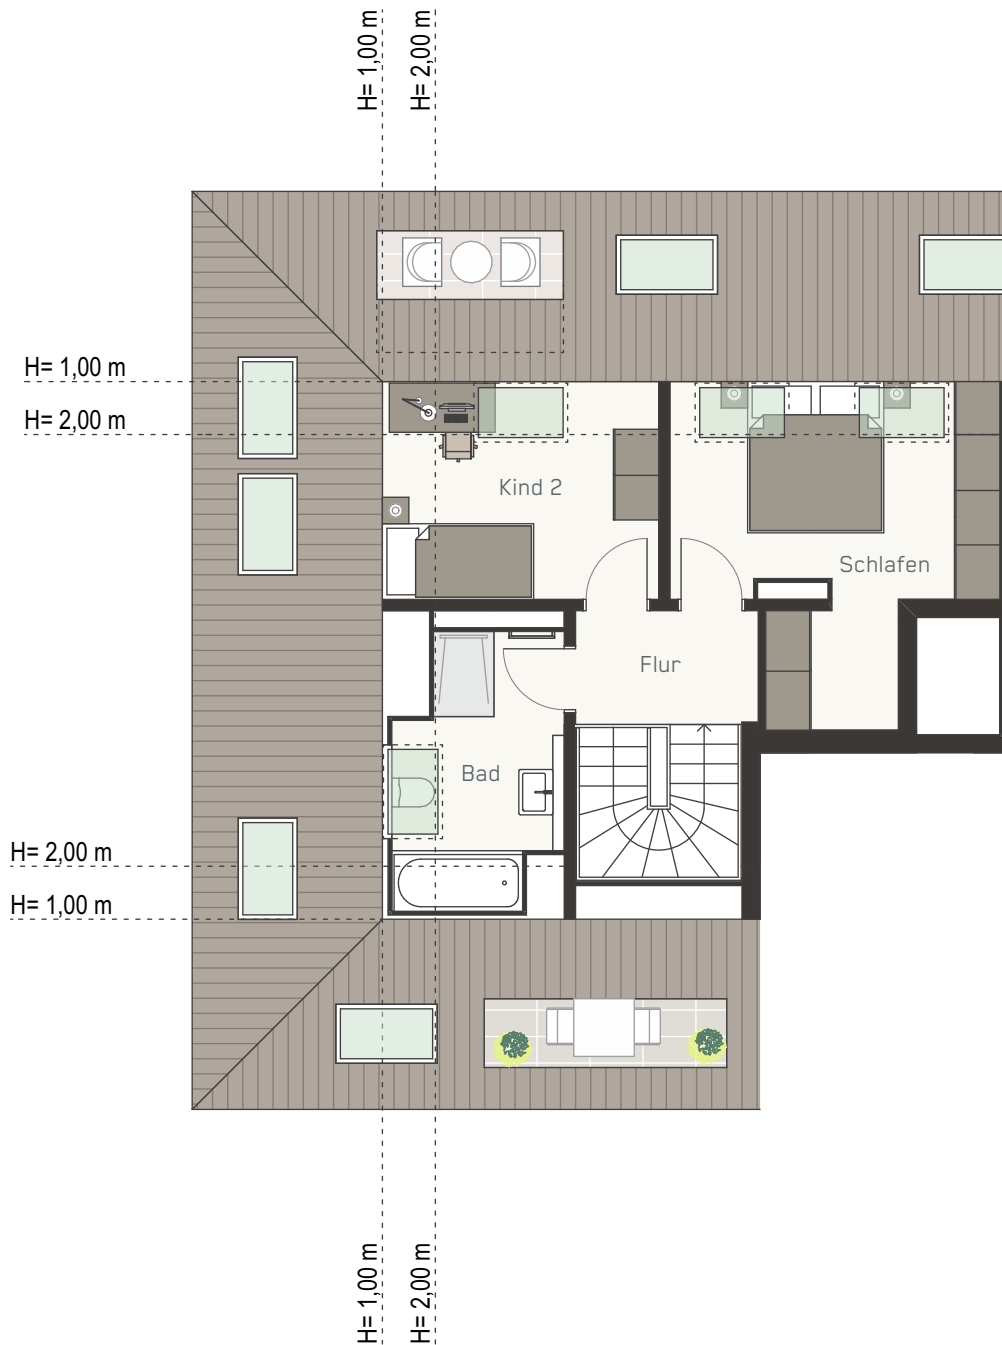 H= 1,00 m
H= 2,00 m
H= 1,00 m
H= 2,00 m
Kind 2
Schlafen
Flur
Bad
H= 2,00 m
H= 1,00 m
H= 1,00 m
H= 2,00 m